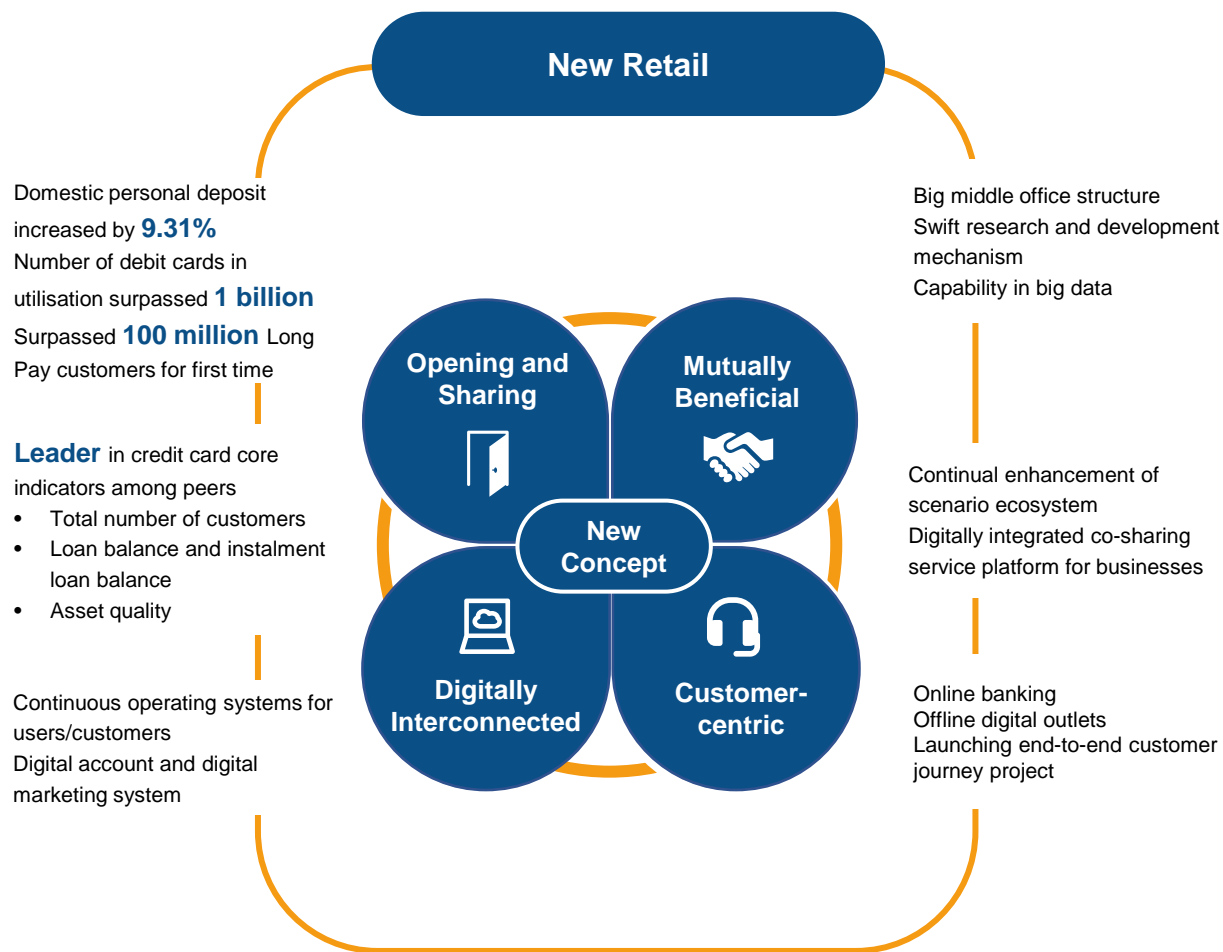 New Retail
Domestic personal deposit
increased by 9.31%
Number of debit cards in
utilisation surpassed 1 billion
Surpassed 100 million Long
Pay customers for first time
Leader in credit card core
indicators among peers
• Total number of customers
• Loan balance and instalment
loan balance
• Asset quality
Continuous operating systems for
users/customers
Digital account and digital
marketing system
Opening and
Sharing
Mutually
Beneficial
New
Concept
Digitally
Interconnected
Customer-
centric
Big middle office structure
Swift research and development
mechanism
Capability in big data
Continual enhancement of
scenario ecosystem
Digitally integrated co-sharing
service platform for businesses
Online banking
Offline digital outlets
Launching end-to-end customer
journey project